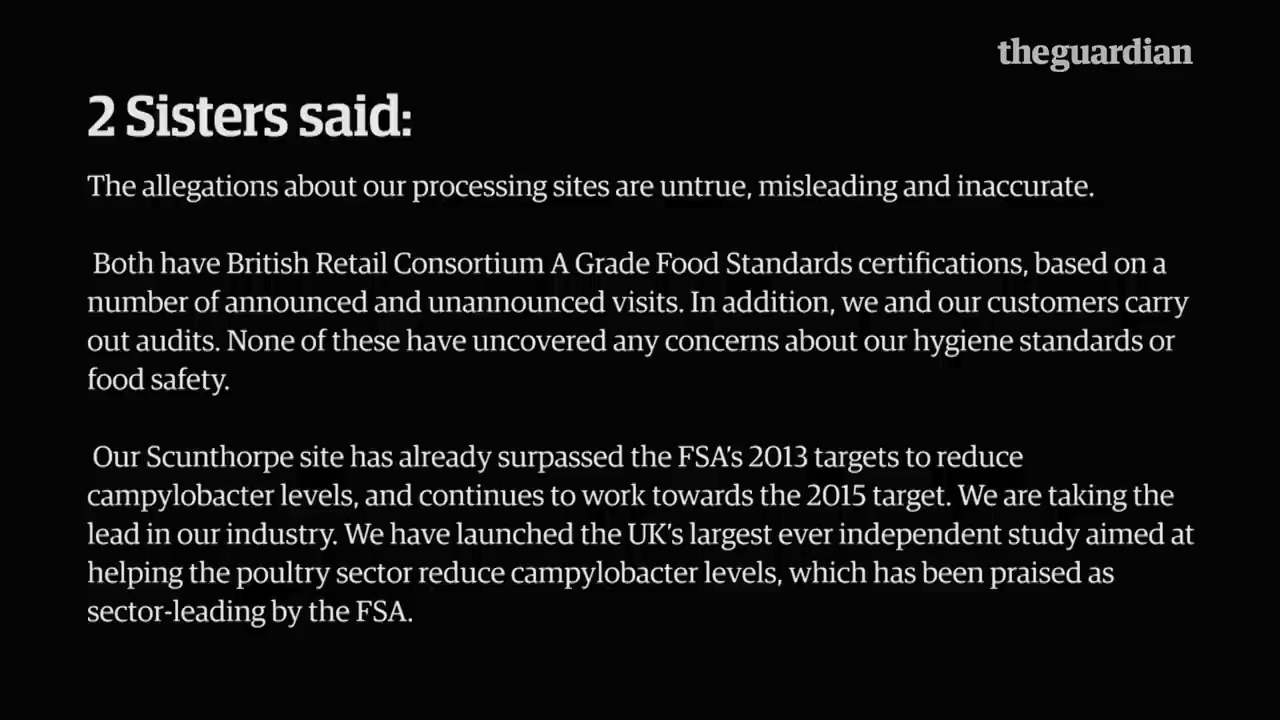 theguardian
2 Sisters said:
The allegations about our processing sites are untrue, misleading and inaccurate.
Both have British Retail Consortium A Grade Food Standards certifications, based on a
number of announced and unannounced visits. In addition, we and our customers carry
out audits. None of these have uncovered any concerns about our hygiene standards or
food safety.
Our Scunthorpe site has already surpassed the FSA's 2013 targets to reduce
campylobacter levels, and continues to work towards the 2015 target. We are taking the
lead in our industry. We have launched the UK's largest ever independent study aimed at
helping the poultry sector reduce campylobacter levels, which has been praised as
sector-leading by the FSA.